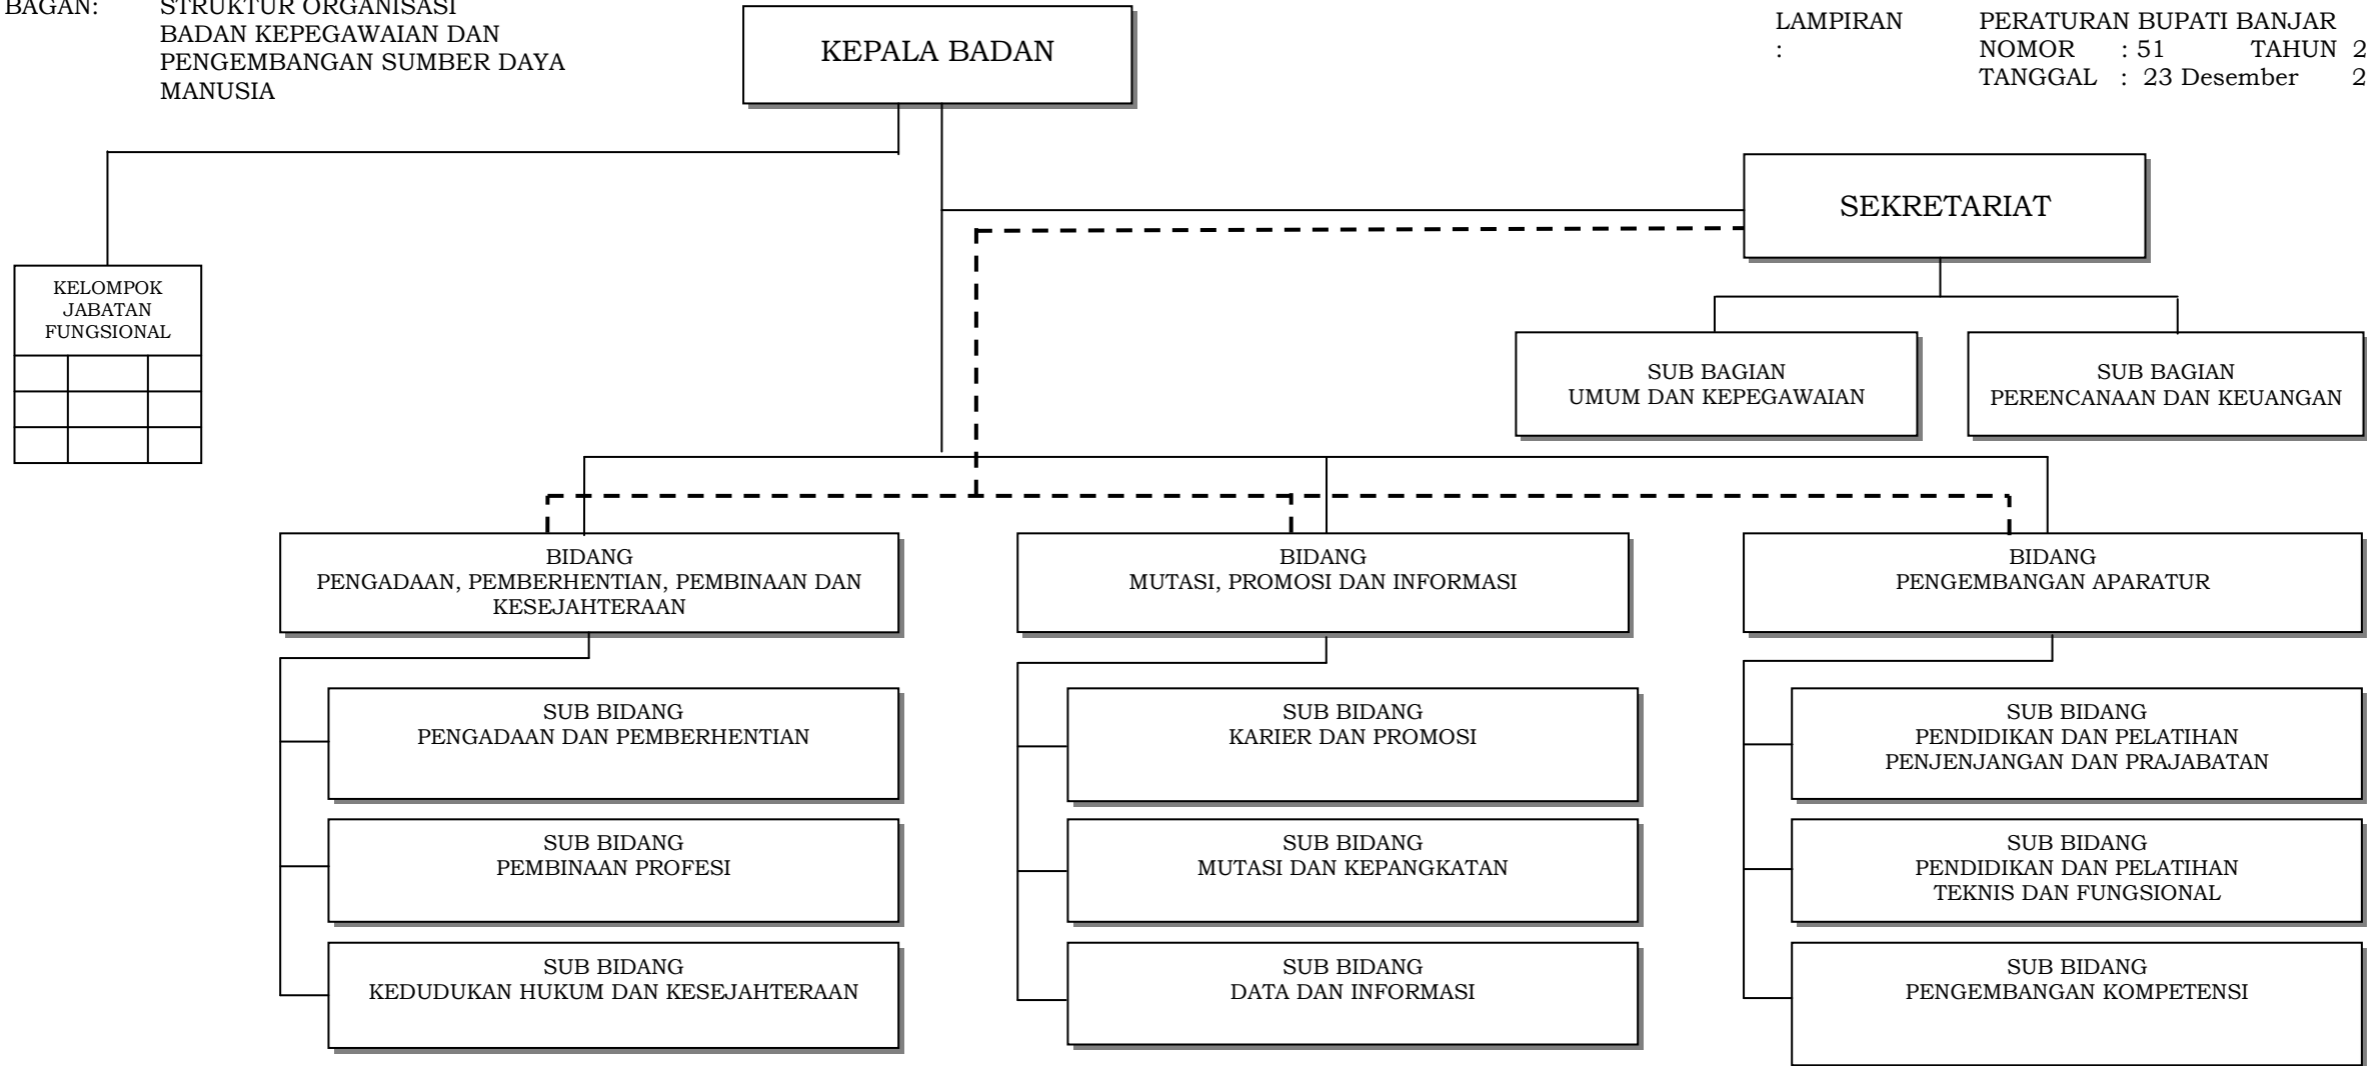 BAGAN: STRUKTUR ORGANISASI
BADAN KEPEGAWAIAN DAN
PENGEMBANGAN SUMBER DAYA
MANUSIA
KEPALA BADAN
LAMPIRAN PERATURAN BUPATI BANJAR
: NOMOR : 51 TAHUN 2
TANGGAL : 23 Desember 2
SEKRETARIAT
KELOMPOK
JABATAN
FUNGSIONAL
SUB BAGIAN
UMUM DAN KEPEGAWAIAN
SUB BAGIAN
PERENCANAAN DAN KEUANGAN
BIDANG
PENGADAAN, PEMBERHENTIAN, PEMBINAAN DAN
KESEJAHTERAAN
BIDANG
MUTASI, PROMOSI DAN INFORMASI
BIDANG
PENGEMBANGAN APARATUR
SUB BIDANG
PENGADAAN DAN PEMBERHENTIAN
SUB BIDANG
KARIER DAN PROMOSI
SUB BIDANG
PENDIDIKAN DAN PELATIHAN
PENJENJANGAN DAN PRAJABATAN
SUB BIDANG
PEMBINAAN PROFESI
SUB BIDANG
MUTASI DAN KEPANGKATAN
SUB BIDANG
PENDIDIKAN DAN PELATIHAN
TEKNIS DAN FUNGSIONAL
SUB BIDANG
KEDUDUKAN HUKUM DAN KESEJAHTERAAN
SUB BIDANG
DATA DAN INFORMASI
SUB BIDANG
PENGEMBANGAN KOMPETENSI